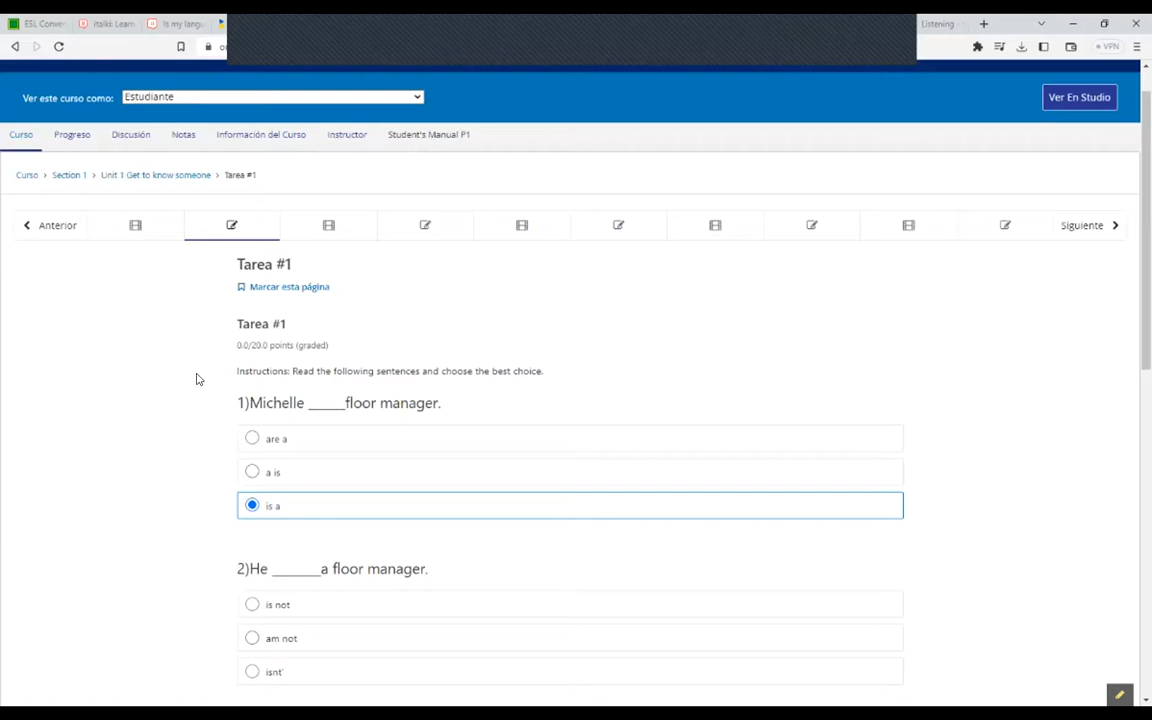 ESL Conve
italki: Learn
Is my langu
Listening
VPN
Ver este curso como: Estudiante
Ver En Studio
Curso Progreso Discusión Notas Información del Curso Instructor Student's Manual P1
Curso > Section 1 > Unit 1 Get to know someone > Tarea #1
Anterior
Siguiente
Tarea #1
Marcar esta página
Tarea #1
0.0/20.0 points (graded)
Instructions: Read the following sentences and choose the best choice.
1)Michelle _____floor manager.
are a
a is
is a
2)He _______a floor manager.
is not
am not
isnt'